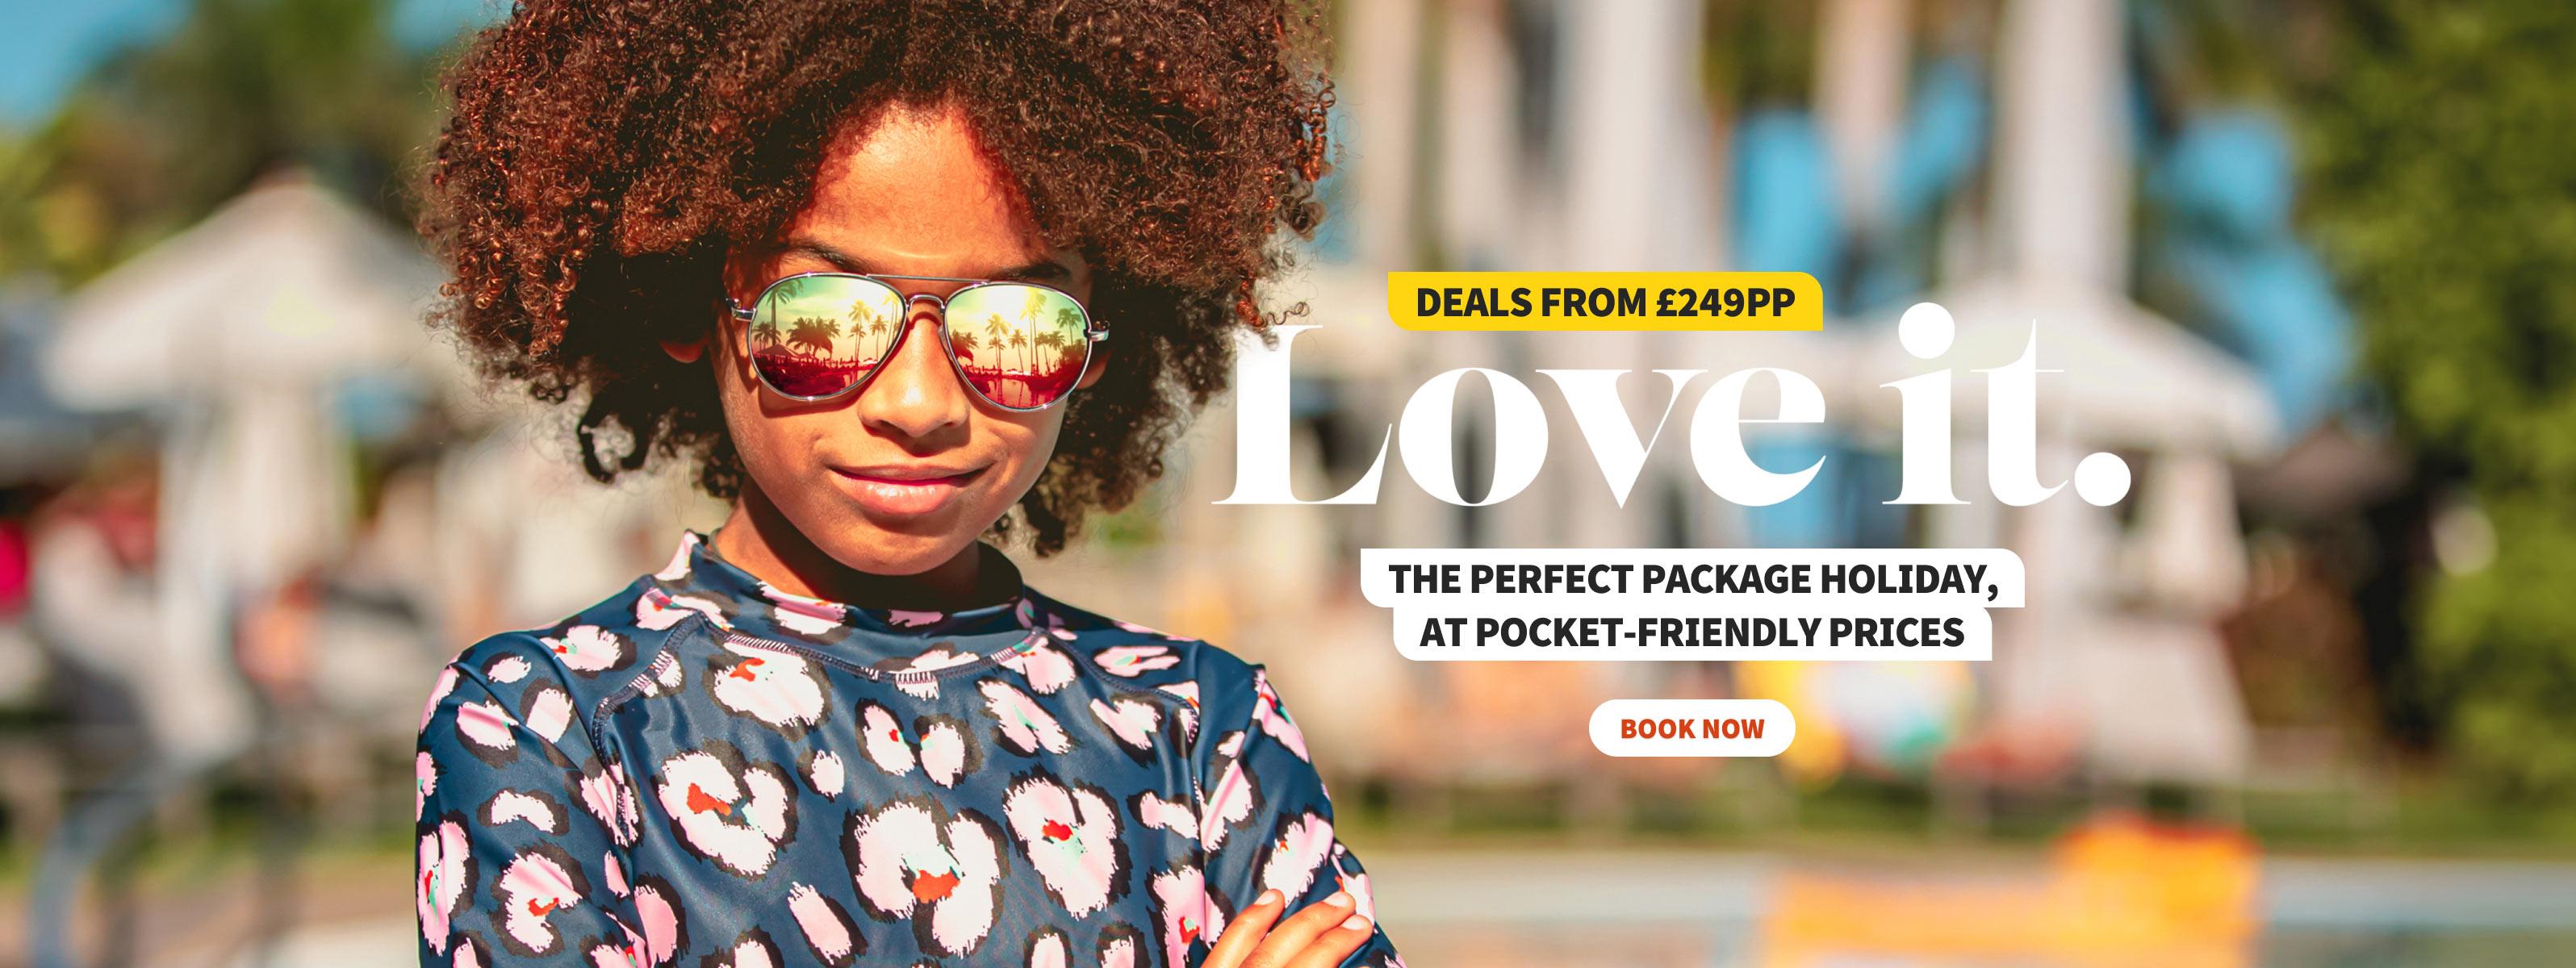 DEALS FROM £249PP
Love it.
THE PERFECT PACKAGE HOLIDAY,
AT POCKET-FRIENDLY PRICES
BOOK NOW